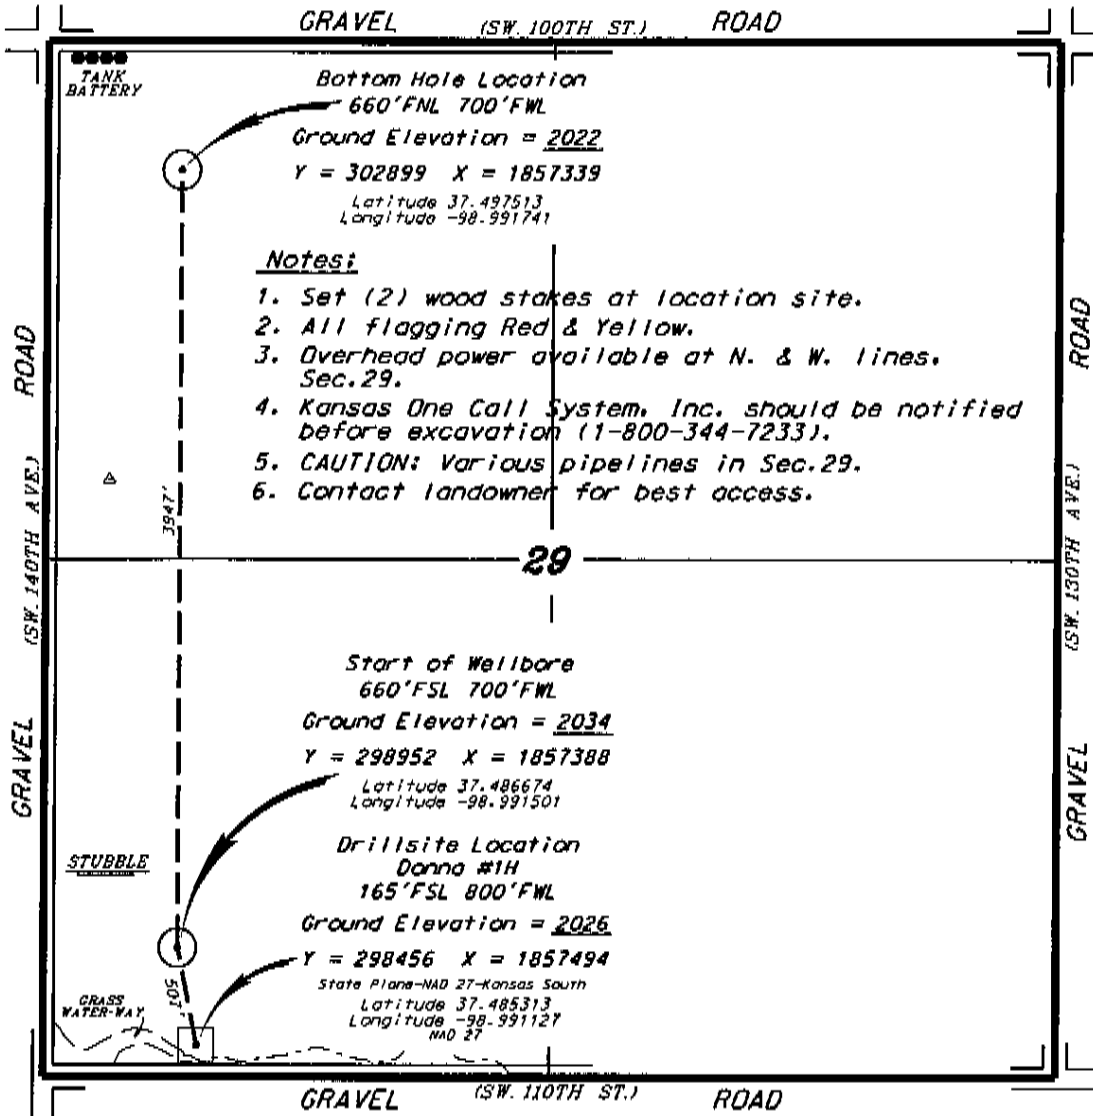 GRAVEL (SW. 100TH ST.) ROAD
TANK
BATTERY
Bottom Hole Location
660'FNL 700'FWL
Ground Elevation = 2022
Y = 302899 X = 1857339
Latitude 37.497513
Longitude -98.991741
Notes:
1. Set (2) wood stakes at location site.
2. All flagging Red & Yellow.
3. Overhead power available at N. & W. lines.
Sec.29.
4. Kansas One Call System, Inc. should be notified
before excavation (1-800-344-7233).
5. CAUTION: Various pipelines in Sec.29.
6. Contact landowner for best access.
GRAVEL (SW. 140TH AVE.) ROAD
3947'
GRAVEL (SW. 130TH AVE.) ROAD
29
Start of Wellbore
660'FSL 700'FWL
Ground Elevation = 2034
Y = 298952 X = 1857388
Latitude 37.486674
Longitude -98.991501
STUBBLE
Drillsite Location
Donna #1H
165'FSL 800'FWL
Ground Elevation = 2026
Y = 298456 X = 1857494
State Plane-NAD 27-Kansas South
Latitude 37.485313
Longitude -98.991127
NAD 27
507'
GRASS
WATER-WAY
GRAVEL (SW. 110TH ST.) ROAD